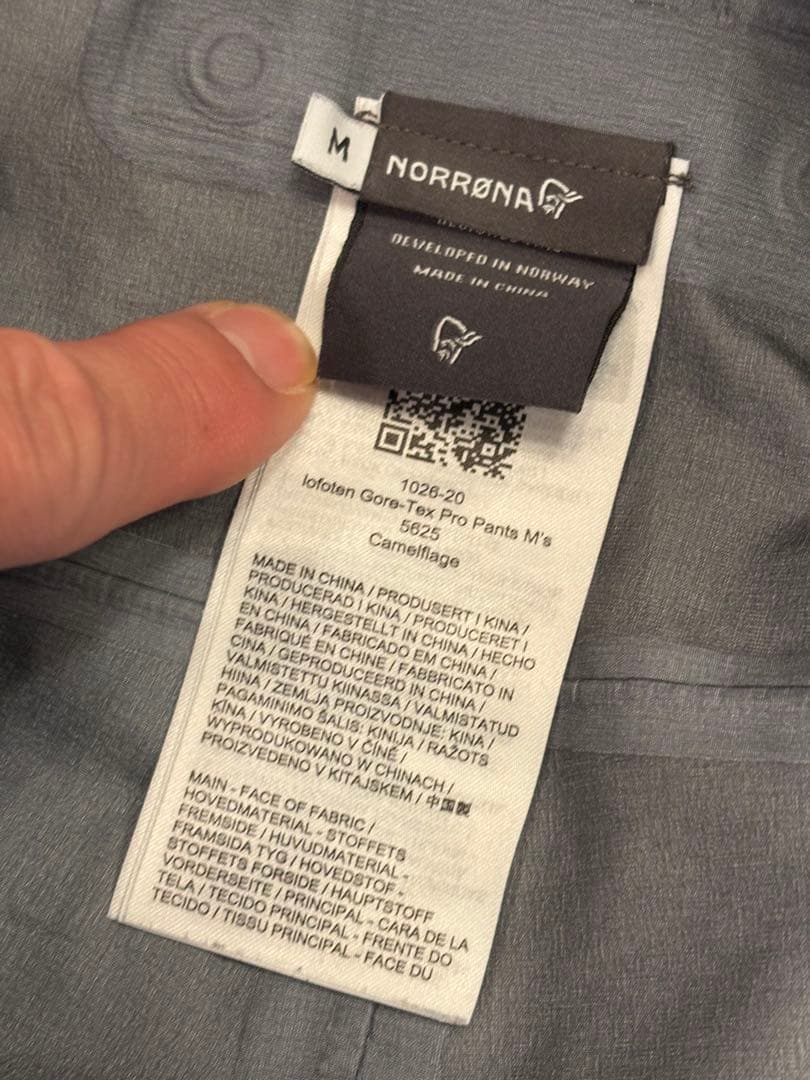 M
NORRØNA
DEVELOPED IN NORWAY
MADE IN CHINA
1026-20
lofoten Gore-Tex Pro Pants M's
5625
Camelflage
MADE IN CHINA / PRODUSERT I KINA /
PRODUCERAD I KINA / PRODUCERET I
KINA / HERGESTELLT IN CHINA / HECHO
EN CHINA / FABRICADO EM CHINA /
FABRIQUÉ EN CHINE / FABBRICATO IN
CINA / GEPRODUCEERD IN CHINA /
VALMISTETTU KIINASSA / VALMISTATUD
HIINA / ZEMLJA PROIZVODNJE: KINA /
PAGAMINIMO ŠALIS: KINIJA / RAŽOTS
ĶĪNA / VYROBENO V ČÍNĚ /
WYPRODUKOWANO W CHINACH /
PROIZVEDENO V KITAJSKEM / 中国製
MAIN - FACE OF FABRIC /
HOVEDMATERIAL - STOFFETS
FREMSIDE / HUVUDMATERIAL -
FRAMSIDA TYG / HOVEDSTOF -
STOFFETS FORSIDE / HAUPTSTOFF
VORDERSEITE / PRINCIPAL - CARA DE LA
TELA / TECIDO PRINCIPAL - FRENTE DO
TECIDO / TISSU PRINCIPAL - FACE DU